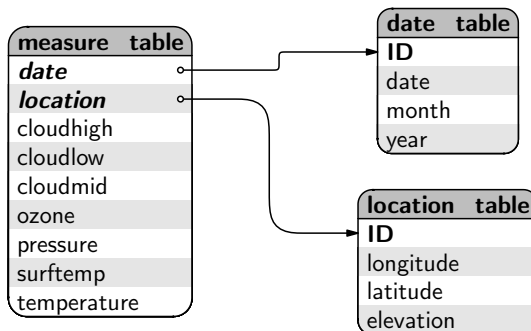 measure table
date
location
cloudhigh
cloudlow
cloudmid
ozone
pressure
surftemp
temperature
date table
ID
date
month
year
location table
ID
longitude
latitude
elevation